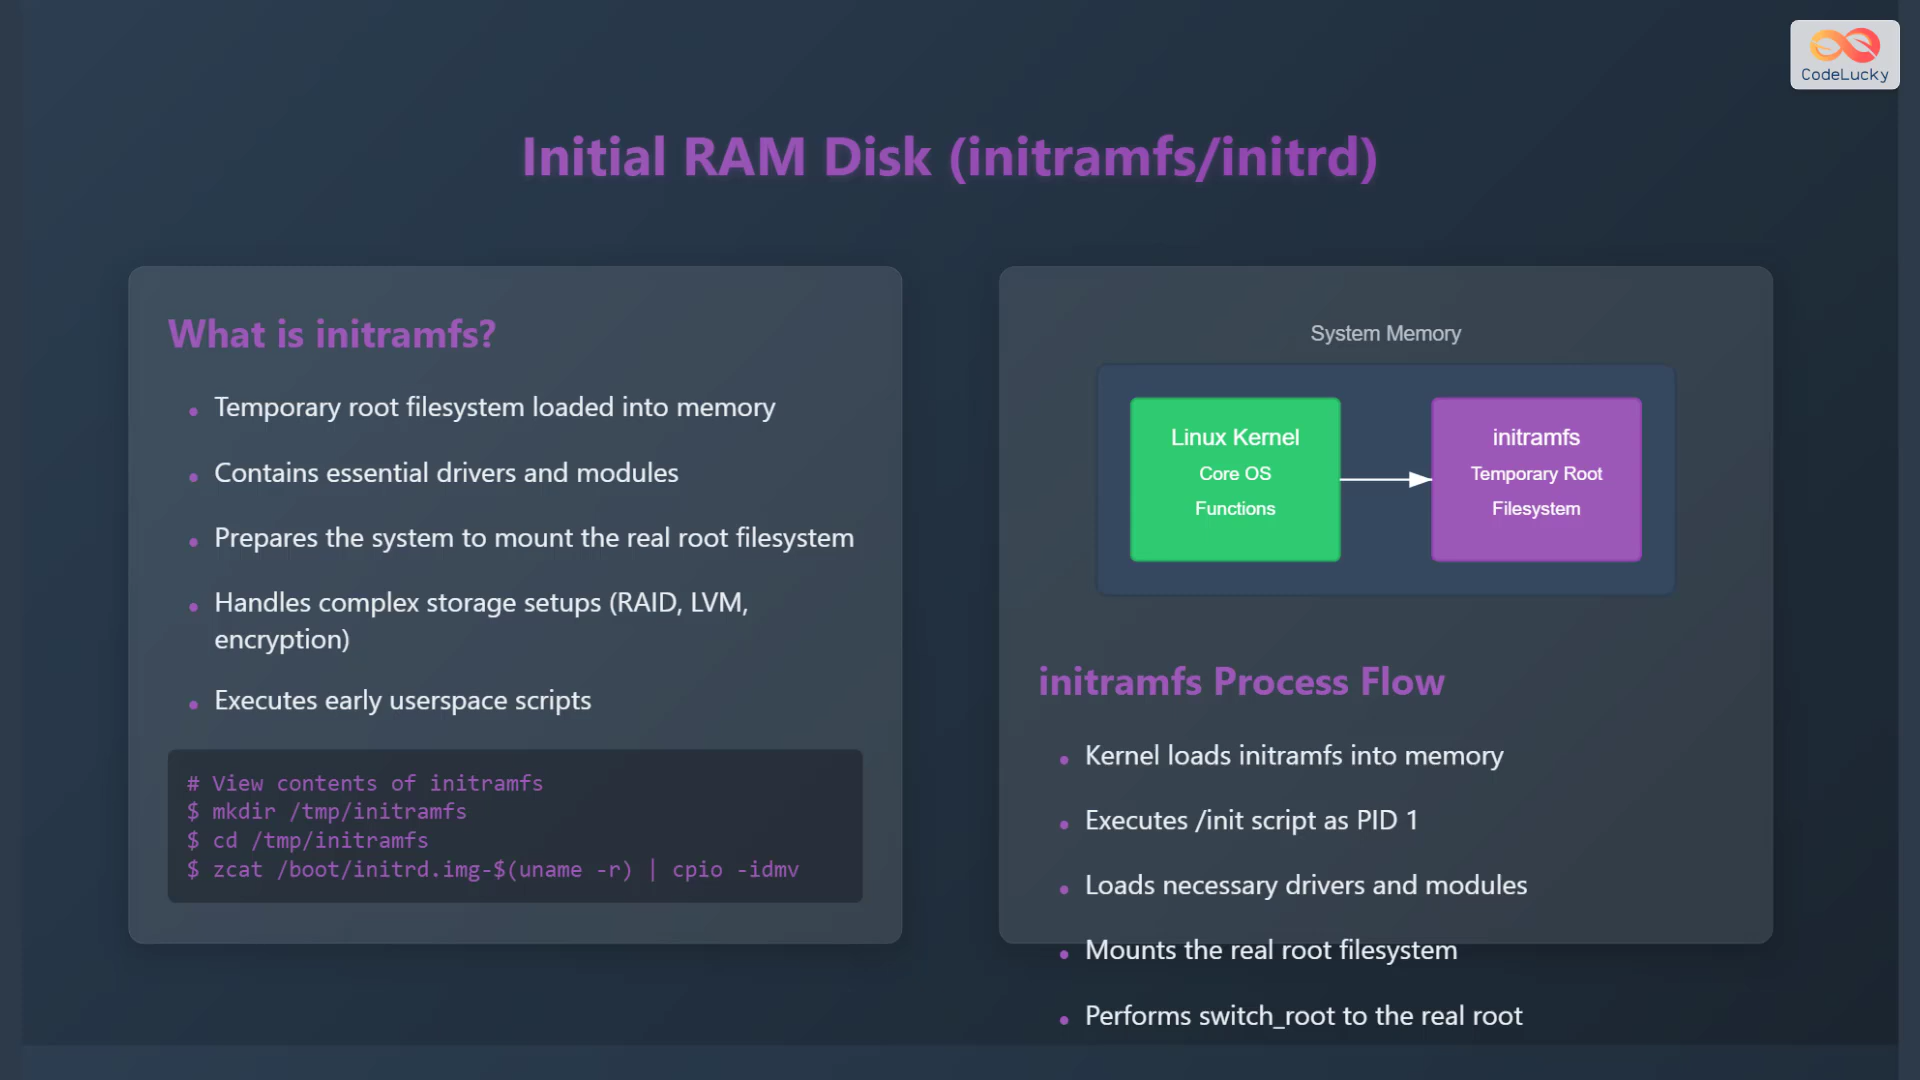 CodeLucky
Initial RAM Disk (initramfs/initrd)
What is initramfs?
• Temporary root filesystem loaded into memory
• Contains essential drivers and modules
• Prepares the system to mount the real root filesystem
• Handles complex storage setups (RAID, LVM,
encryption)
• Executes early userspace scripts
# View contents of initramfs
$ mkdir /tmp/initramfs
$ cd /tmp/initramfs
$ zcat /boot/initrd.img-$(uname -r) | cpio -idmv
System Memory
Linux Kernel
Core OS
Functions
initramfs
Temporary Root
Filesystem
initramfs Process Flow
• Kernel loads initramfs into memory
• Executes /init script as PID 1
• Loads necessary drivers and modules
• Mounts the real root filesystem
• Performs switch_root to the real root